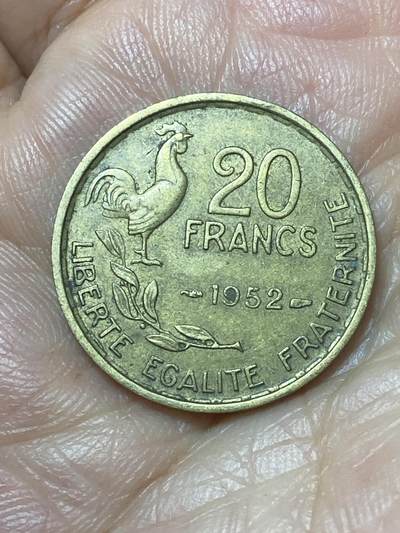 20
FRANCS
1952
LIBERTE EGALITE FRATERNITE